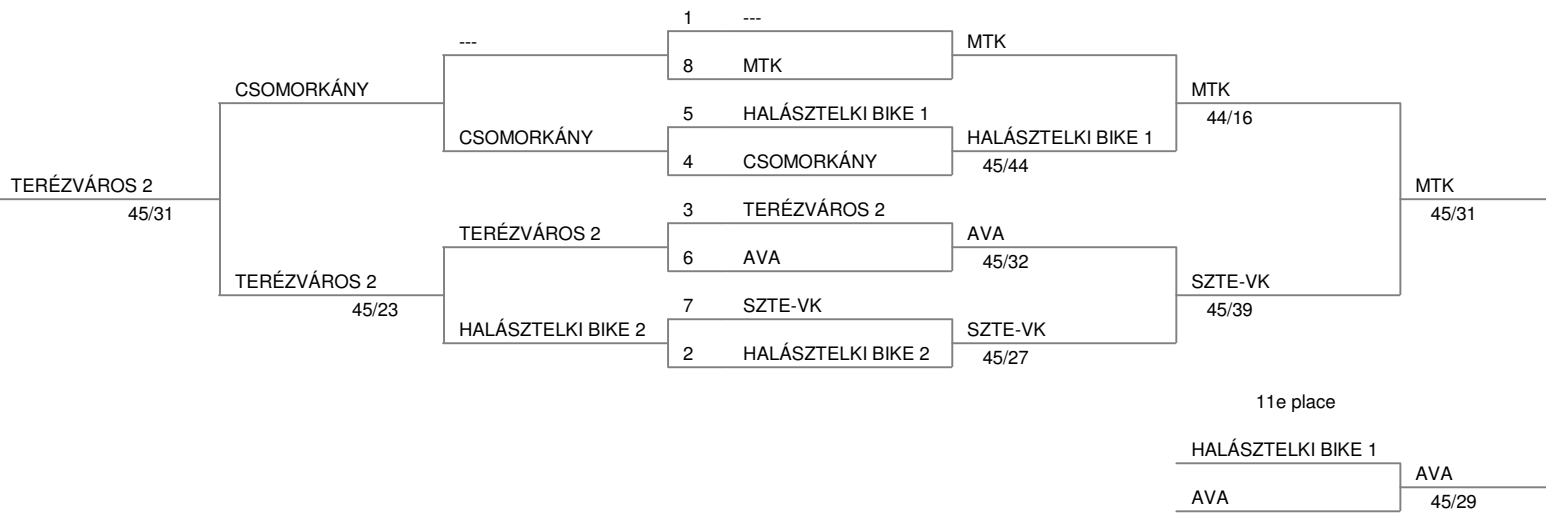 1 ---
--- MTK
8 MTK
CSOMORKÁNY MTK
5 HALÁSZTELKI BIKE 1 44/16
CSOMORKÁNY HALÁSZTELKI BIKE 1
4 CSOMORKÁNY 45/44
TERÉZVÁROS 2 MTK
45/31 3 TERÉZVÁROS 2 45/31
TERÉZVÁROS 2 AVA
6 AVA 45/32
TERÉZVÁROS 2 SZTE-VK
45/23 7 SZTE-VK 45/39
HALÁSZTELKI BIKE 2 SZTE-VK
2 HALÁSZTELKI BIKE 2 45/27
11e place
HALÁSZTELKI BIKE 1
AVA
AVA 45/29